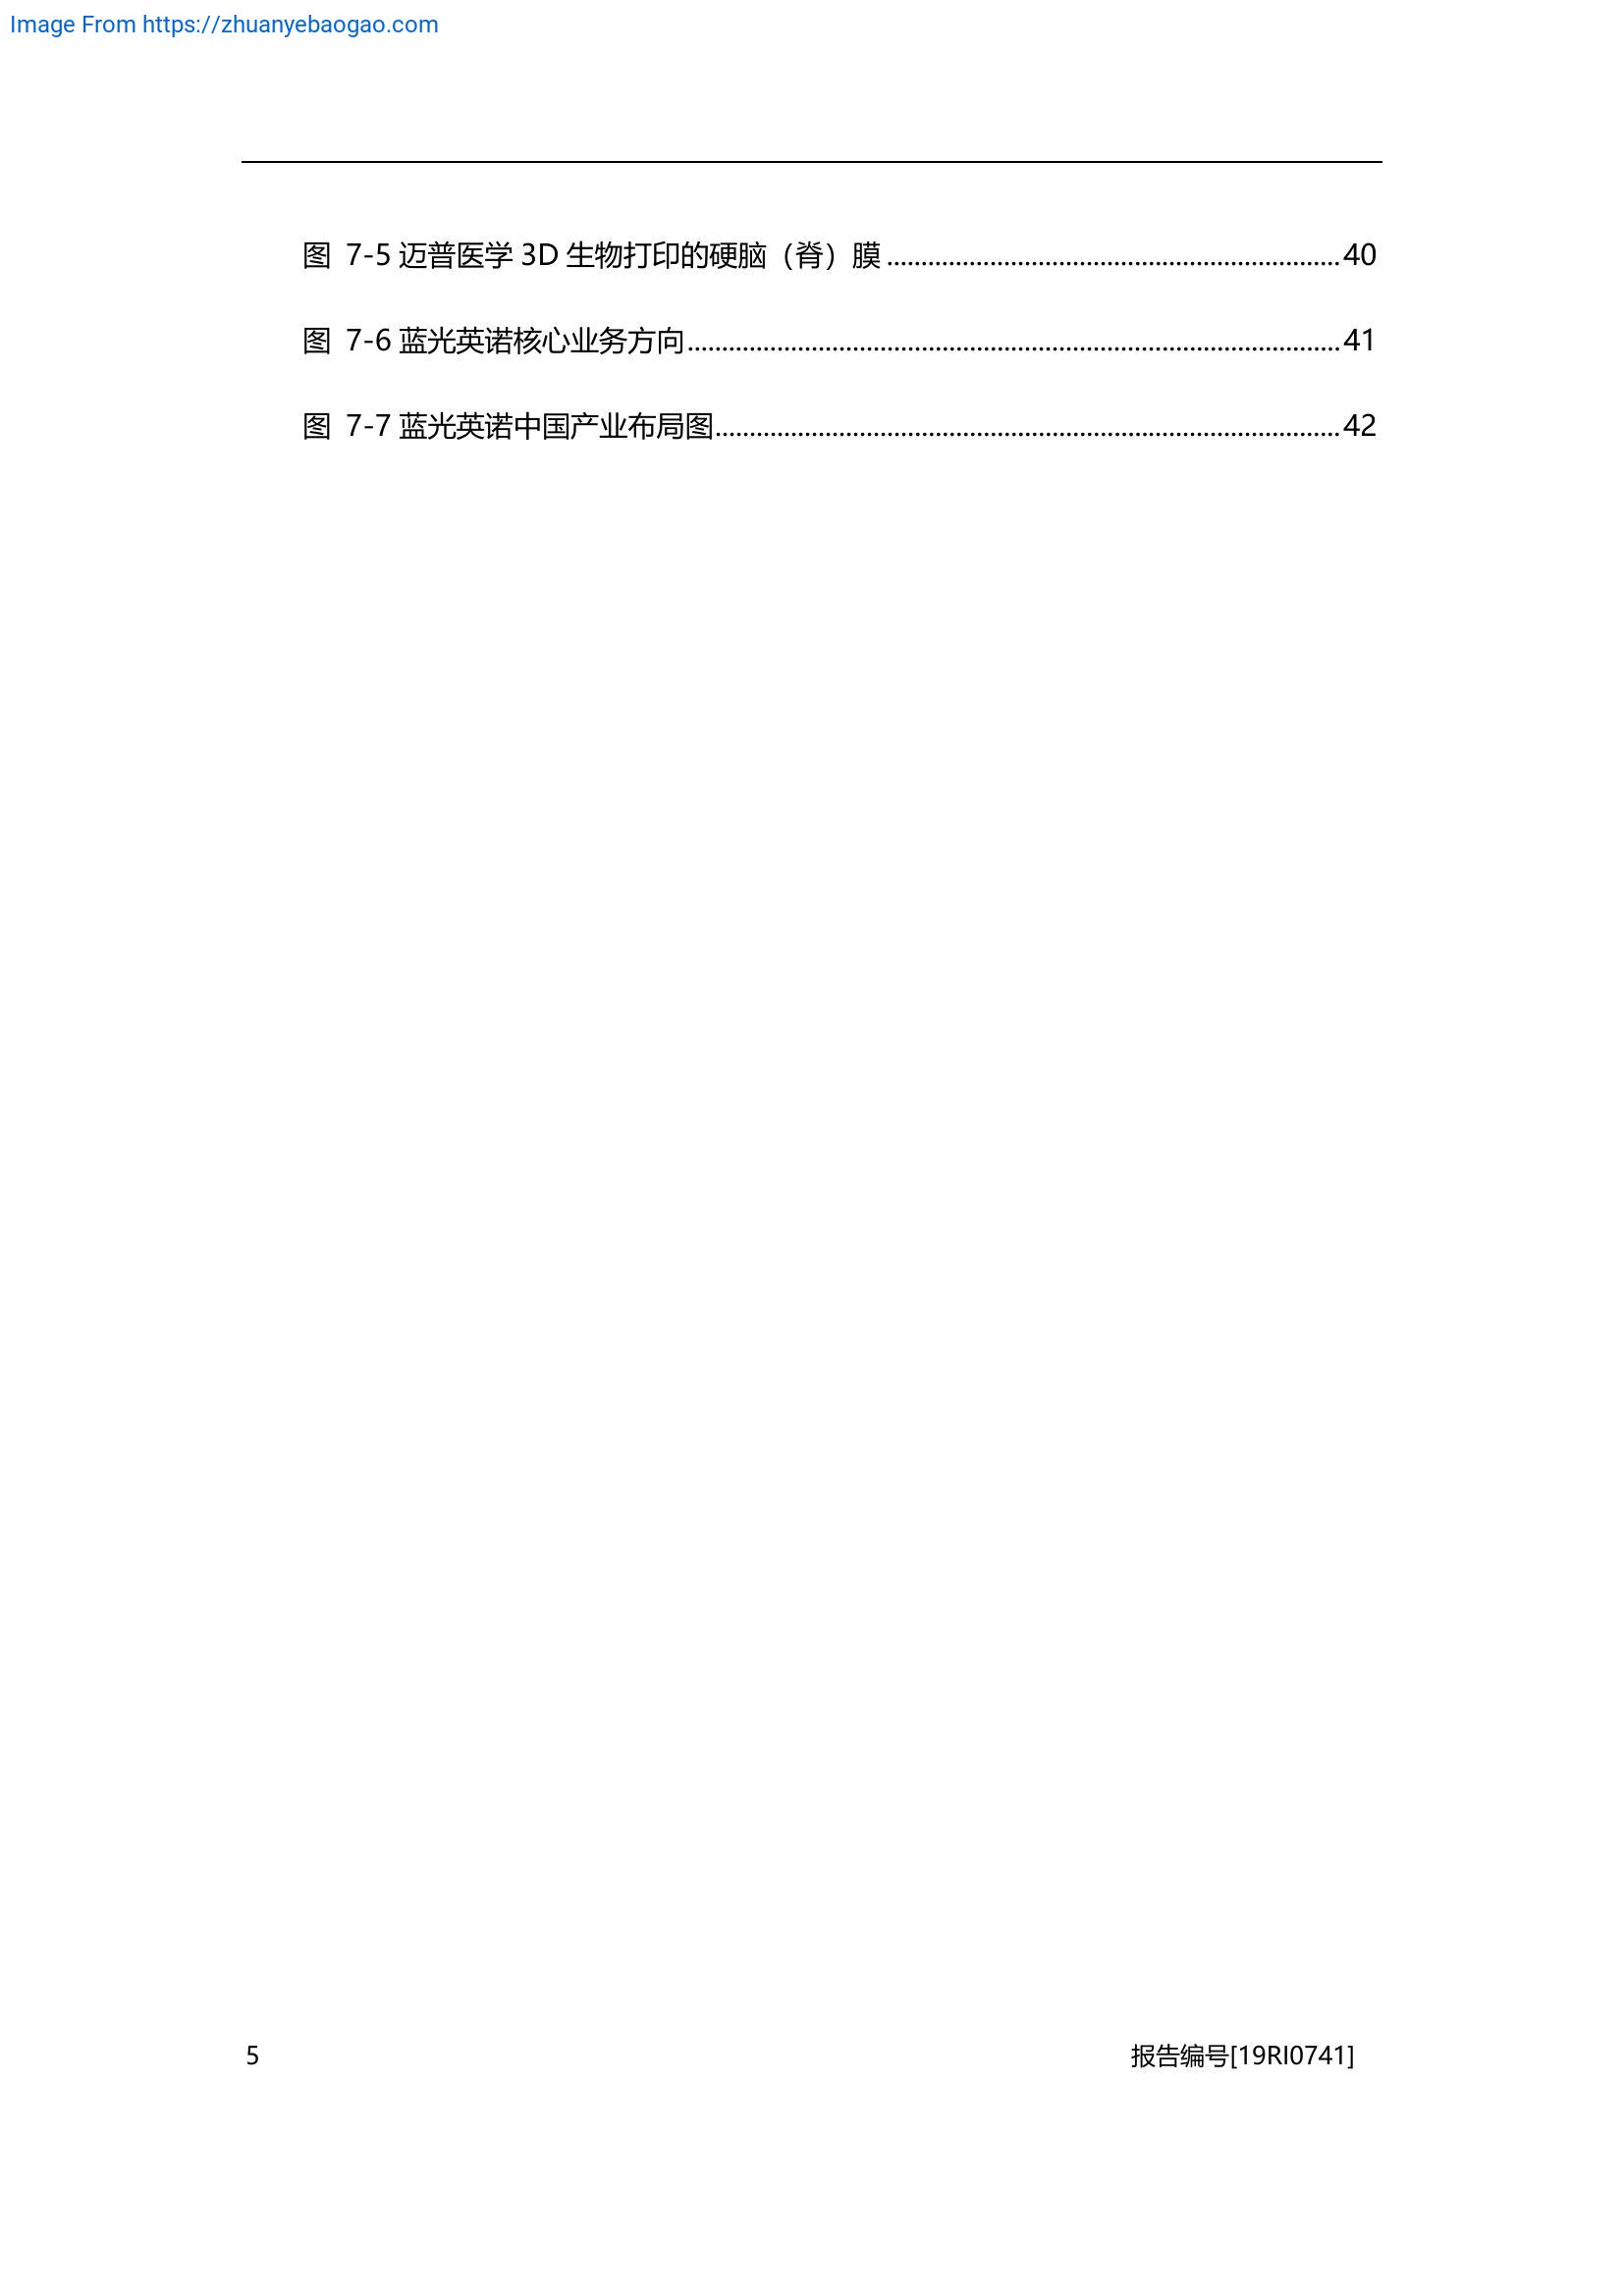 Image From https://zhuanyebaogao.com
图 7-5 迈普医学 3D 生物打印的硬脑（脊）膜..................................................................40
图 7-6 蓝光英诺核心业务方向...............................................................................................41
图 7-7 蓝光英诺中国产业布局图...........................................................................................42
5
报告编号[19RI0741]